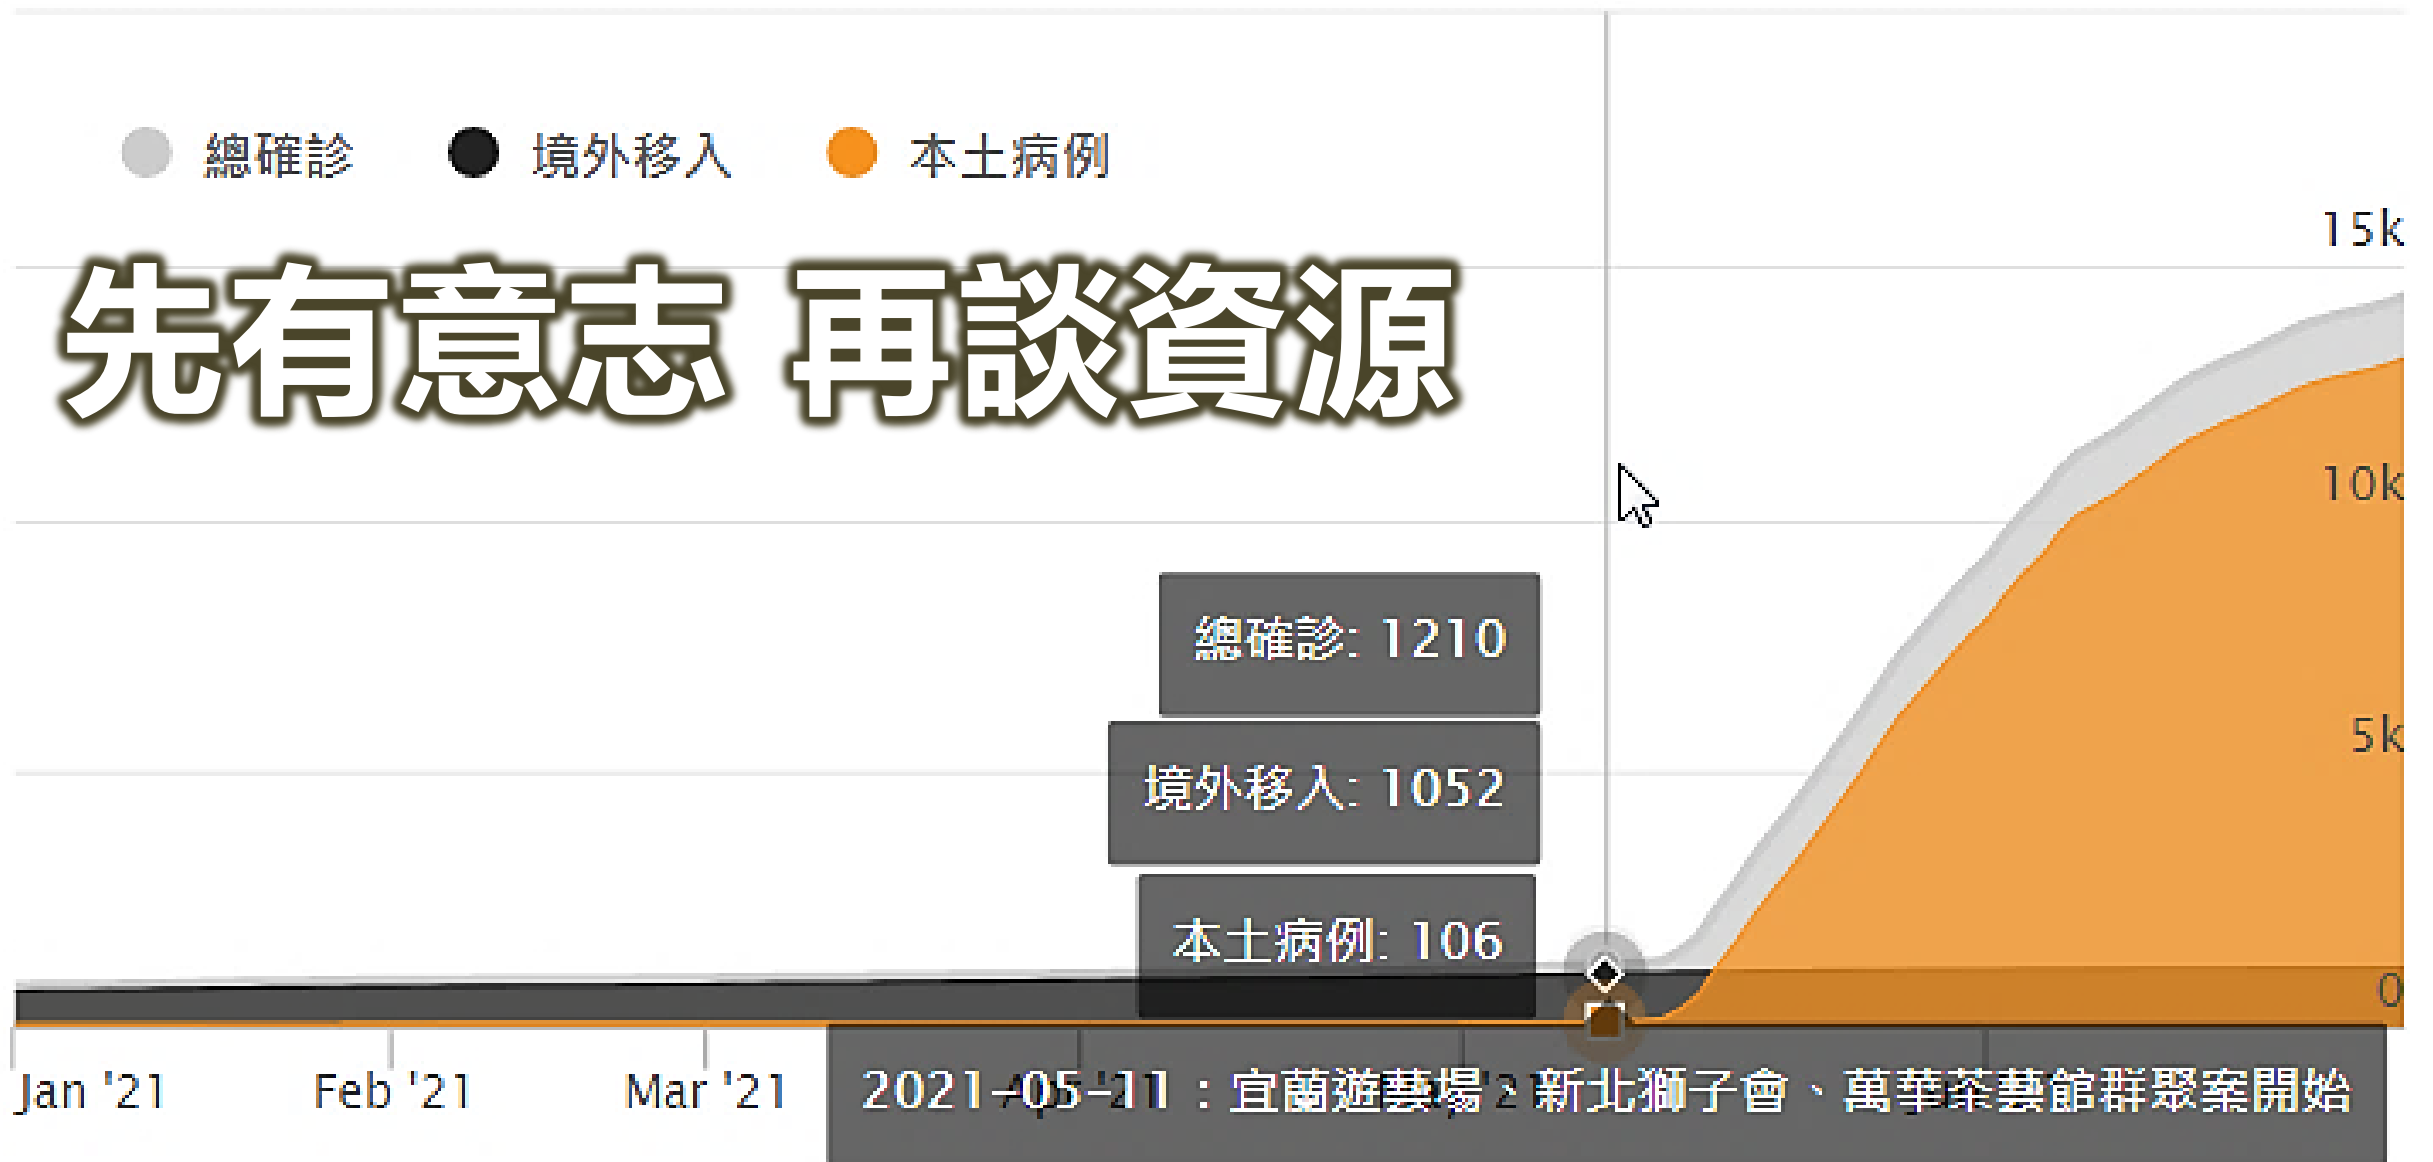 總確診 境外移入 本土病例
15k
先有意志 再談資源
10k
總確診: 1210
5k
境外移入: 1052
本土病例: 106
0
Jan '21 Feb '21 Mar '21
2021-05-11：宜蘭遊藝場、新北獅子會、萬華茶藝館群聚案開始